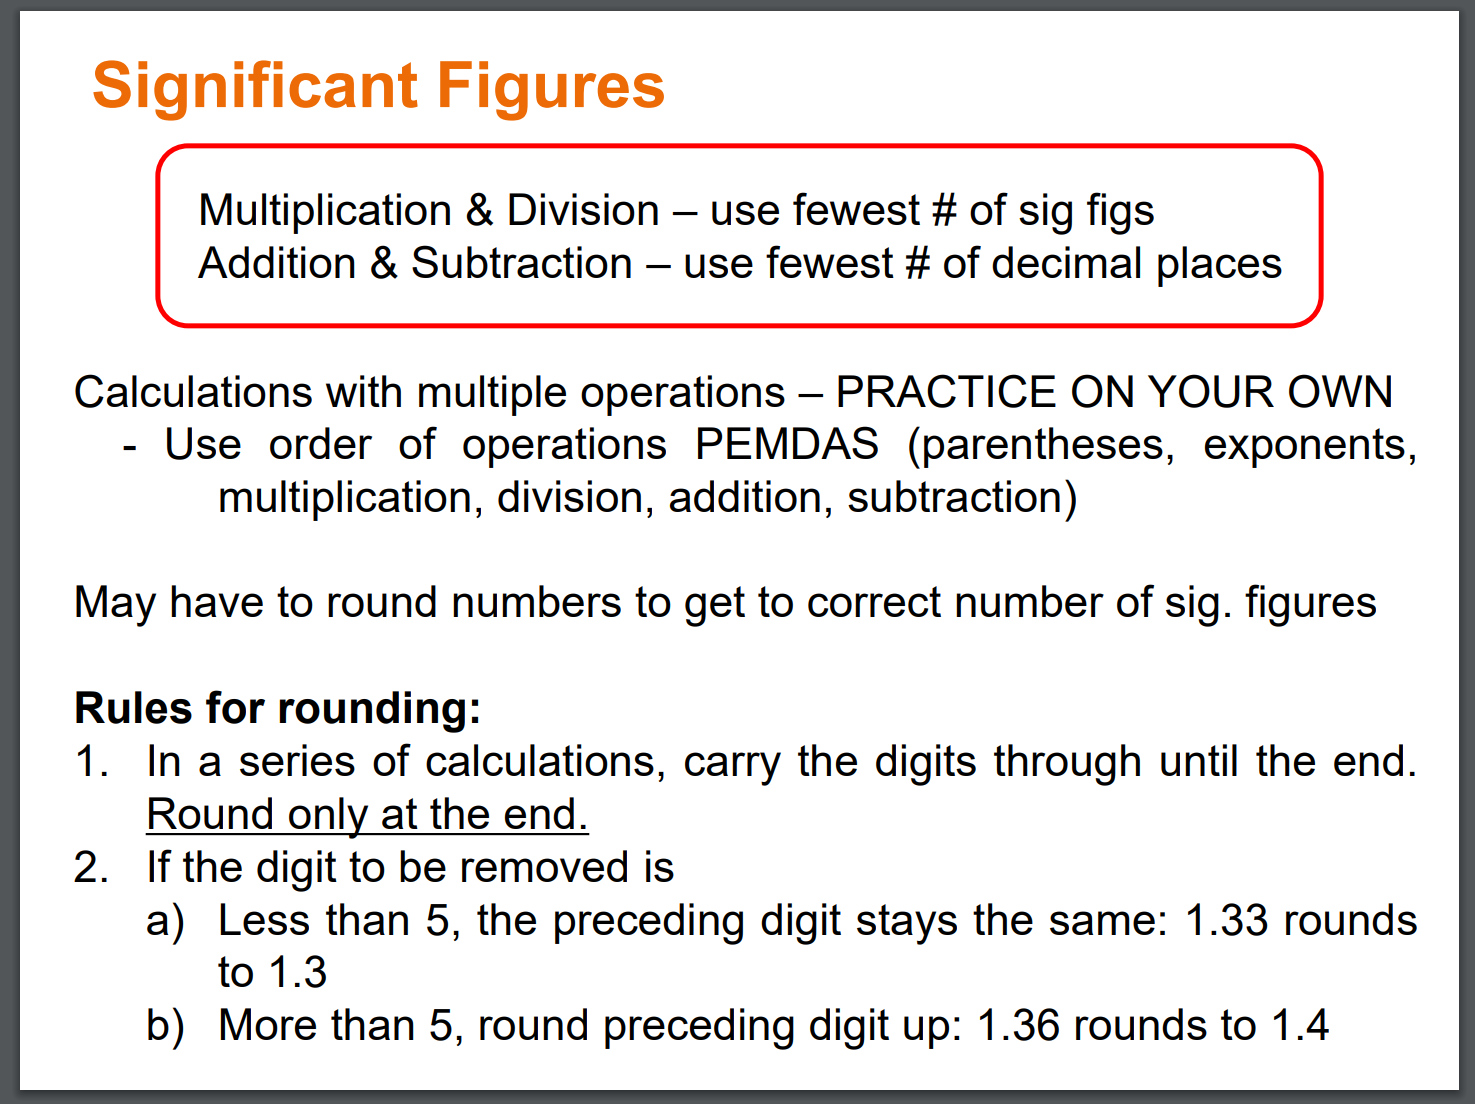 Significant Figures
Multiplication & Division – use fewest # of sig figs
Addition & Subtraction – use fewest # of decimal places
Calculations with multiple operations – PRACTICE ON YOUR OWN
- Use order of operations PEMDAS (parentheses, exponents,
multiplication, division, addition, subtraction)
May have to round numbers to get to correct number of sig. figures
Rules for rounding:
1. In a series of calculations, carry the digits through until the end.
Round only at the end.
2. If the digit to be removed is
a) Less than 5, the preceding digit stays the same: 1.33 rounds
to 1.3
b) More than 5, round preceding digit up: 1.36 rounds to 1.4